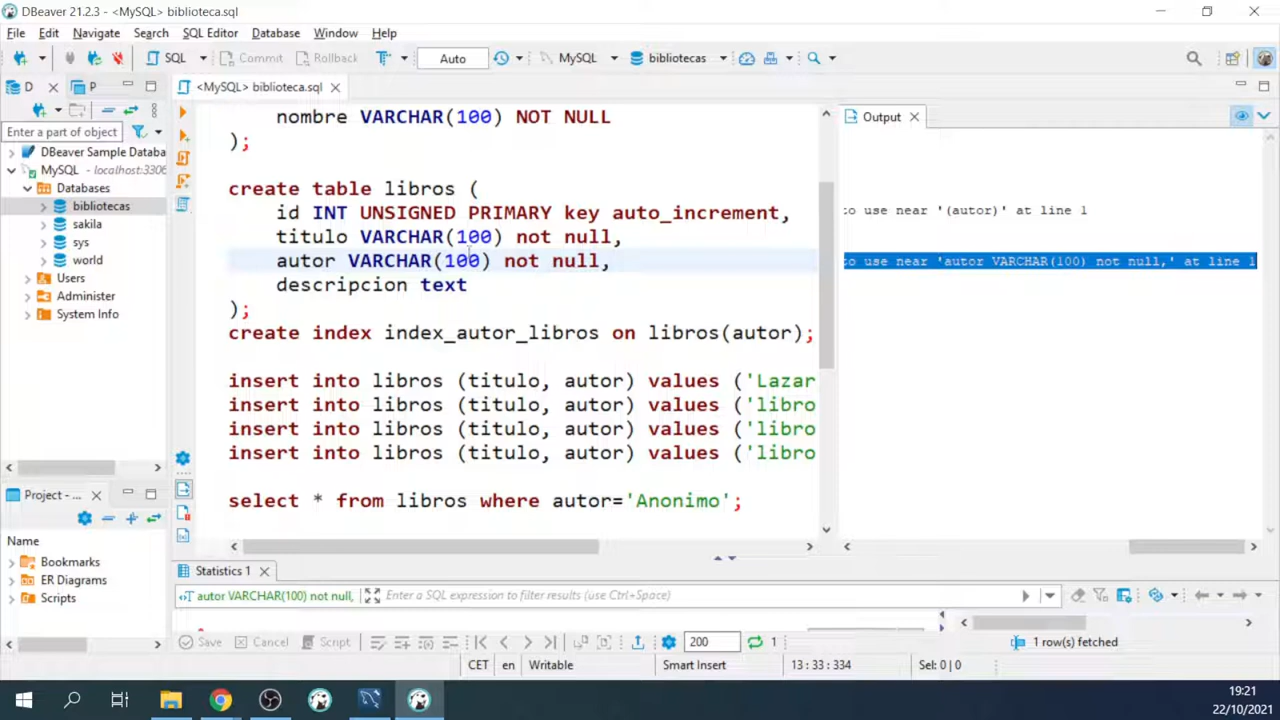 DBeaver 21.2.3 - <MySQL> biblioteca.sql
File Edit Navigate Search SQL Editor Database Window Help
SQL Commit Rollback Auto MySQL bibliotecas
D P <MySQL> biblioteca.sql
Enter a part of object
DBeaver Sample Databa
MySQL - localhost:3306
Databases
bibliotecas
sakila
sys
world
Users
Administer
System Info
nombre VARCHAR(100) NOT NULL
);
create table libros (
id INT UNSIGNED PRIMARY key auto_increment,
titulo VARCHAR(100) not null,
autor VARCHAR(100) not null,
descripcion text
);
create index index_autor_libros on libros(autor);
insert into libros (titulo, autor) values ('Lazar
insert into libros (titulo, autor) values ('libro
insert into libros (titulo, autor) values ('libro
insert into libros (titulo, autor) values ('libro
select * from libros where autor='Anonimo';
Output
to use near '(autor)' at line 1
to use near 'autor VARCHAR(100) not null,' at line 1
Project - ...
Name
Bookmarks
ER Diagrams
Scripts
Statistics 1
autor VARCHAR(100) not null, Enter a SQL expression to filter results (use Ctrl+Space)
Save Cancel Script 200 1 1 row(s) fetched
CET en Writable Smart Insert 13 : 33 : 334 Sel: 0 | 0
19:21
22/10/2021